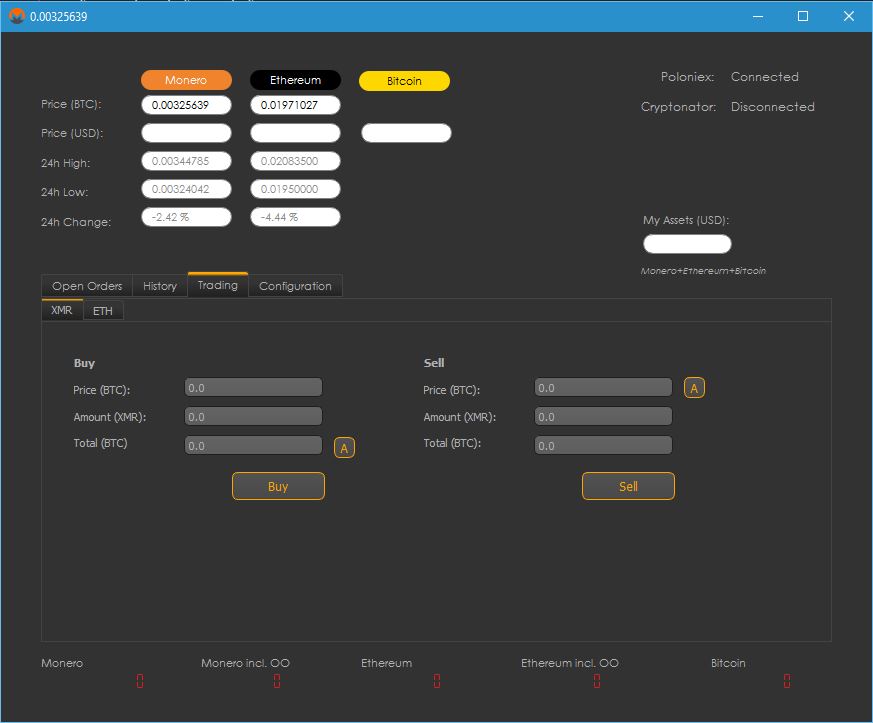 0.00325639
Monero Ethereum Bitcoin
Poloniex: Connected
Price (BTC): 0.00325639 0.01971027
Cryptonator: Disconnected
Price (USD):
24h High: 0.00344785 0.02083500
24h Low: 0.00324042 0.01950000
24h Change: -2.42 % -4.44 %
My Assets (USD):
Monero+Ethereum+Bitcoin
Open Orders History Trading Configuration
XMR ETH
Buy Sell
Price (BTC): 0.0 Price (BTC): 0.0 A
Amount (XMR): 0.0 Amount (XMR): 0.0
Total (BTC) 0.0 A Total (BTC): 0.0
Buy Sell
Monero Monero incl. OO Ethereum Ethereum incl. OO Bitcoin
0 0 0 0 0